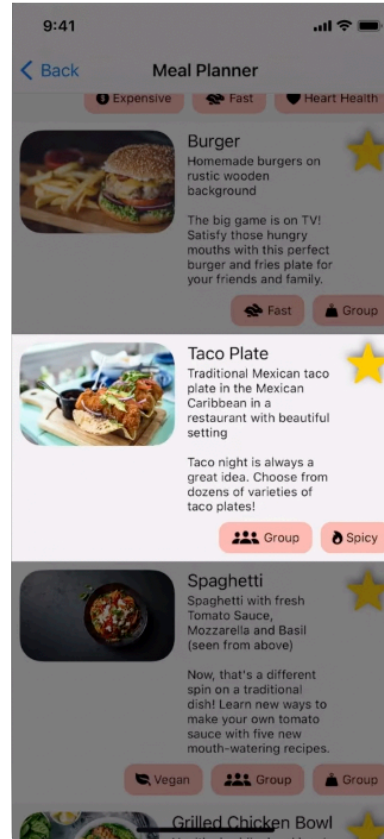 9:41
Back
Meal Planner
Expensive
Fast
Heart Health
Burger
Homemade burgers on
rustic wooden
background
The big game is on TV!
Satisfy those hungry
mouths with this perfect
burger and fries plate for
your friends and family.
Fast
Group
Taco Plate
Traditional Mexican taco
plate in the Mexican
Caribbean in a
restaurant with beautiful
setting
Taco night is always a
great idea. Choose from
dozens of varieties of
taco plates!
Group
Spicy
Spaghetti
Spaghetti with fresh
Tomato Sauce,
Mozzarella and Basil
(seen from above)
Now, that's a different
spin on a traditional
dish! Learn new ways to
make your own tomato
sauce with five new
mouth-watering recipes.
Vegan
Group
Group
Grilled Chicken Bowl